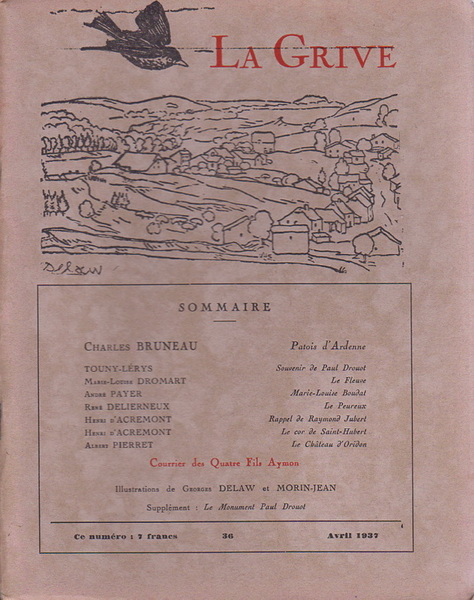 LA GRIVE
Delaw
SOMMAIRE
CHARLES BRUNEAU Patois d'Ardenne
TOUNY-LÉRYS Souvenir de Paul Drouot
MARIE-LOUISE DROMART Le Fleuve
ANDRÉ PAYER Marie-Louise Boudat
RENÉ DELIERNEUX Le Peureux
HENRI D'ACREMONT Rappel de Raymond Jubert
HENRI D'ACREMONT Le cor de Saint-Hubert
ALBERT PIERRET Le Château d'Oridon
Courrier des Quatre Fils Aymon
Illustrations de GEORGES DELAW et MORIN-JEAN
Supplément : Le Monument Paul Drouot
Ce numéro : 7 francs 36 Avril 1937